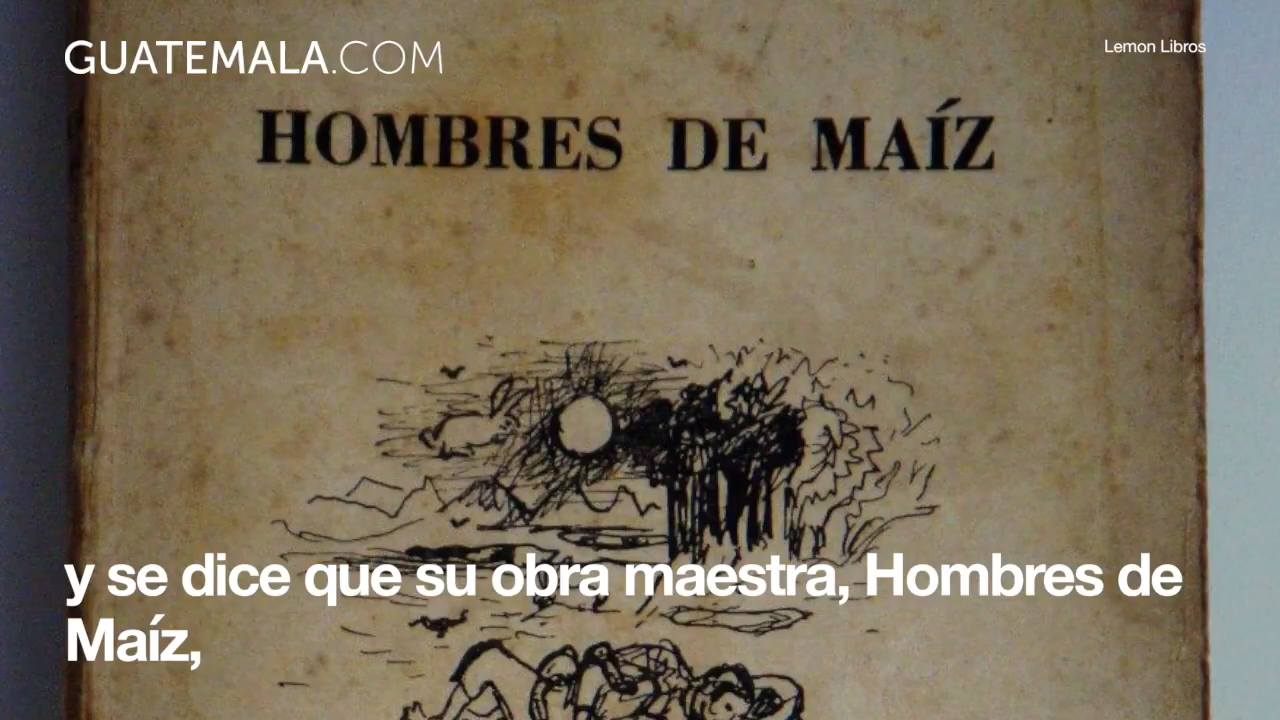 GUATEMALA.COM
Lemon Libros
HOMBRES DE MAÍZ
y se dice que su obra maestra, Hombres de
Maíz,